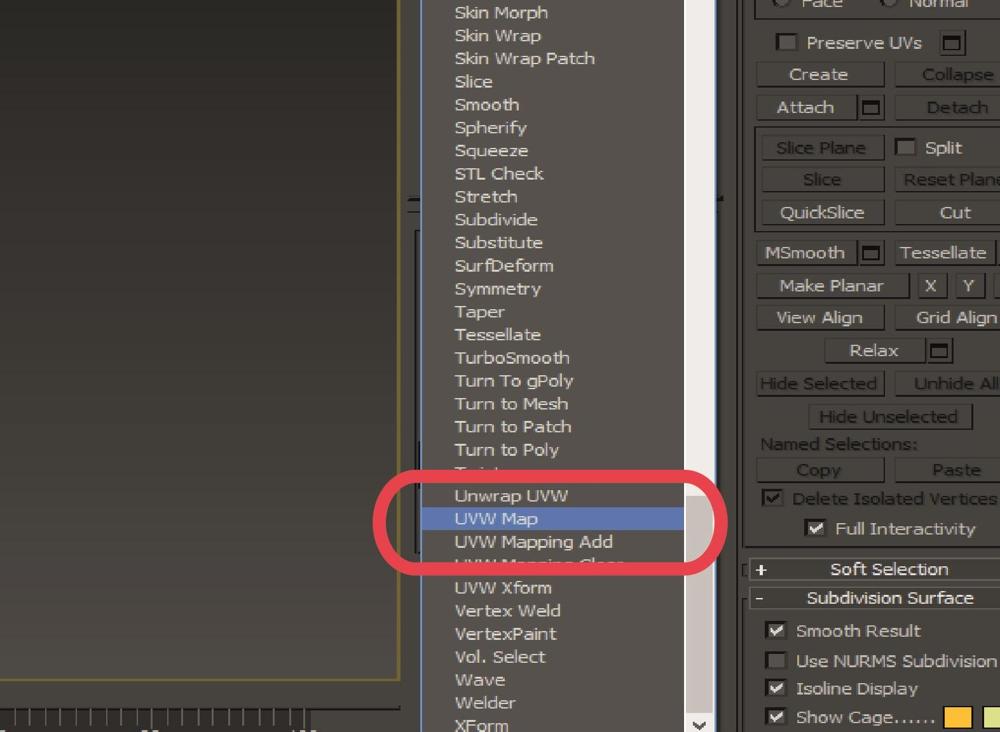 Skin Morph
Skin Wrap
Skin Wrap Patch
Slice
Smooth
Spherify
Squeeze
STL Check
Stretch
Subdivide
Substitute
SurfDeform
Symmetry
Taper
Tessellate
TurboSmooth
Turn To gPoly
Turn to Mesh
Turn to Patch
Turn to Poly
Unwrap UVW
UVW Map
UVW Mapping Add
UVW Mapping Clear
UVW Xform
Vertex Weld
VertexPaint
Vol. Select
Wave
Welder
XForm
Face Normal
Preserve UVs
Create Collapse
Attach Detach
Slice Plane Split
Slice Reset Plane
QuickSlice Cut
MSmooth Tessellate
Make Planar X Y
View Align Grid Align
Relax
Hide Selected Unhide All
Hide Unselected
Named Selections:
Copy Paste
Delete Isolated Vertices
Full Interactivity
+ Soft Selection
- Subdivision Surface
Smooth Result
Use NURMS Subdivision
Isoline Display
Show Cage......